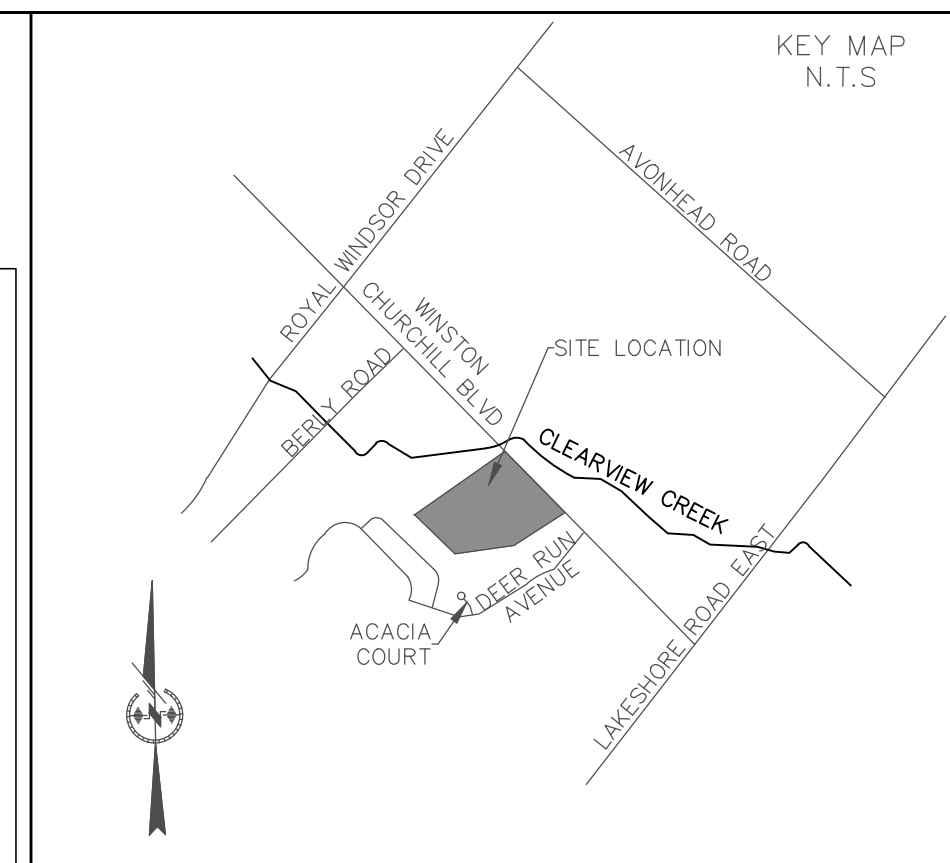 KEY MAP
N.T.S
ROYAL WINDSOR DRIVE
AVONHEAD ROAD
WINSTON
CHURCHILL BLVD
SITE LOCATION
BERLY ROAD
CLEARVIEW CREEK
DEER RUN
AVENUE
ACACIA
COURT
LAKESHORE ROAD EAST
N